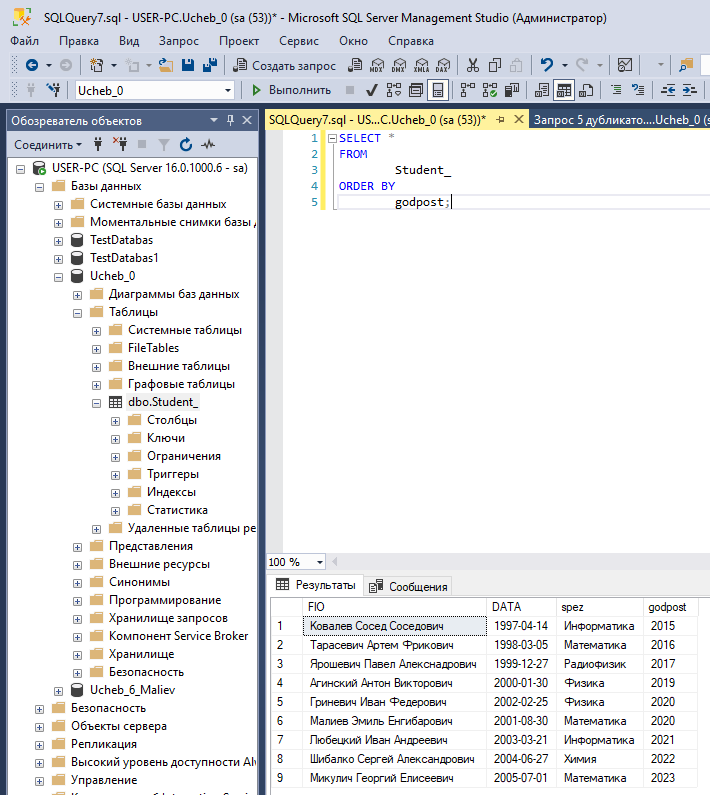 SQLQuery7.sql - USER-PC.Ucheb_0 (sa (53))* - Microsoft SQL Server Management Studio (Администратор)
Файл Правка Вид Запрос Проект Сервис Окно Справка
Создать запрос MDX DMX XMLA DAX
Ucheb_0 Выполнить
Обозреватель объектов
Соединить
USER-PC (SQL Server 16.0.1000.6 - sa)
Базы данных
Системные базы данных
Моментальные снимки базы
TestDatabas
TestDatabas1
Ucheb_0
Диаграммы баз данных
Таблицы
Системные таблицы
FileTables
Внешние таблицы
Графовые таблицы
dbo.Student_
Столбцы
Ключи
Ограничения
Триггеры
Индексы
Статистика
Удаленные таблицы ре
Представления
Внешние ресурсы
Синонимы
Программирование
Хранилище запросов
Компонент Service Broker
Хранилище
Безопасность
Ucheb_6_Maliev
Безопасность
Объекты сервера
Репликация
Высокий уровень доступности Al
Управление
SQLQuery7.sql - US...C.Ucheb_0 (sa (53))* Запрос 5 дубликато....Ucheb_0 (s
1 SELECT *
2 FROM
3 Student_
4 ORDER BY
5 godpost;
100 %
Результаты Сообщения
FIO DATA spez godpost
1 Ковалев Сосед Соседович 1997-04-14 Информатика 2015
2 Тарасевич Артем Фрикович 1998-03-05 Математика 2016
3 Ярошевич Павел Алекснадрович 1999-12-27 Радиофизик 2017
4 Агинский Антон Викторович 2000-01-30 Физика 2019
5 Гриневич Иван Федерович 2002-02-25 Физика 2020
6 Малиев Эмиль Енгибарович 2001-08-30 Математика 2020
7 Любецкий Иван Андреевич 2003-03-21 Информатика 2021
8 Шибалко Сергей Александрович 2004-06-27 Химия 2022
9 Микулич Георгий Елисеевич 2005-07-01 Математика 2023